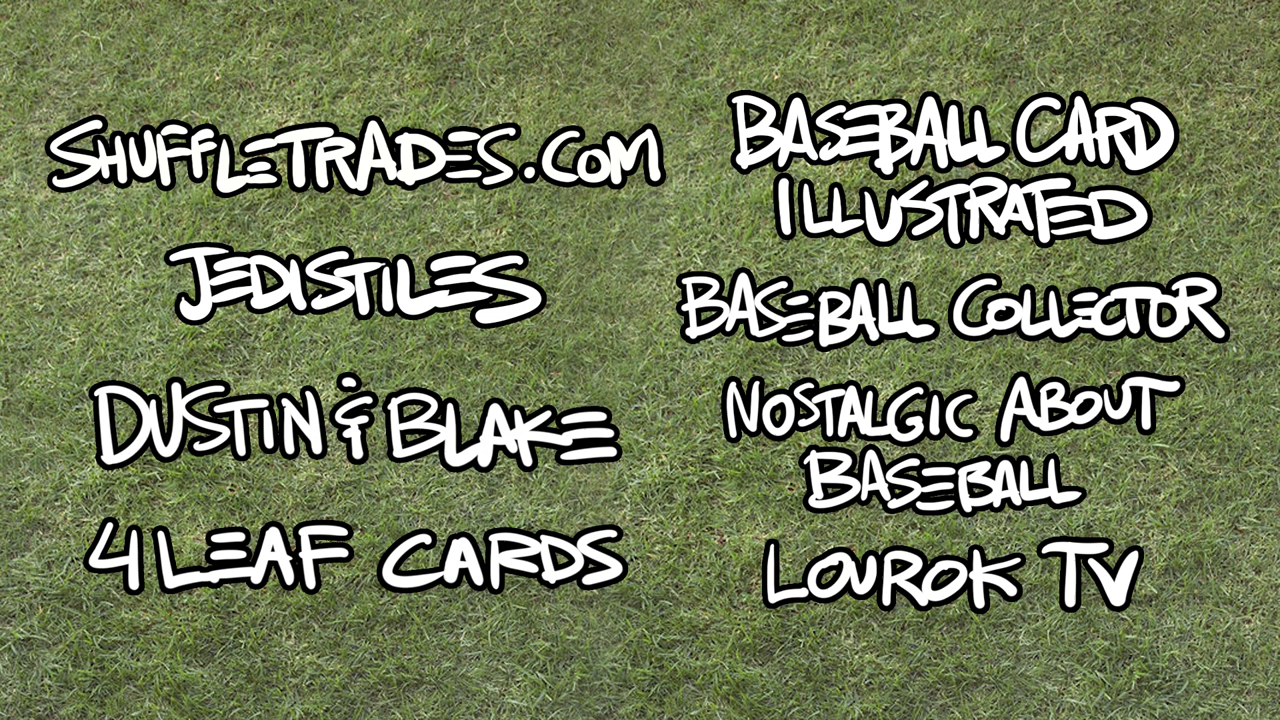 SHUFFLETRADES.COM
JEDISTILES
DUSTIN & BLAKE
4 LEAF CARDS
BASEBALL CARD
ILLUSTRATED
BASEBALL COLLECTOR
NOSTALGIC ABOUT
BASEBALL
LOUROK TV